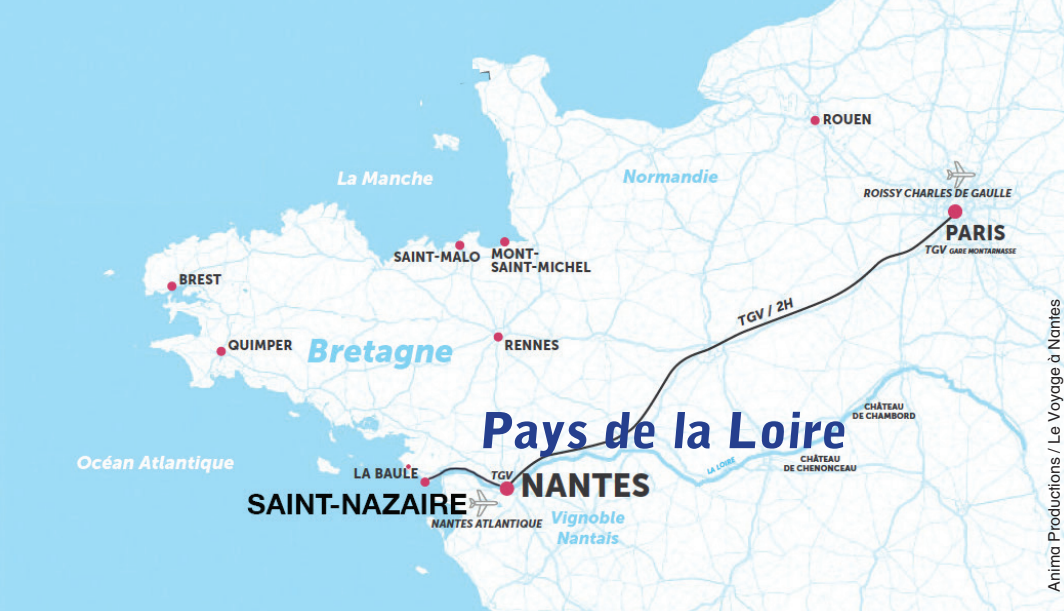 ROUEN
La Manche
Normandie
ROISSY CHARLES DE GAULLE
PARIS
TGV GARE MONTARNASSE
SAINT-MALO
MONT-
SAINT-MICHEL
BREST
TGV / 2H
QUIMPER
Bretagne
RENNES
CHÂTEAU
DE CHAMBORD
Pays de la Loire
Océan Atlantique
LA BAULE
TGV
LA LOIRE
CHÂTEAU
DE CHENONCEAU
NANTES
SAINT-NAZAIRE
NANTES ATLANTIQUE
Vignoble
Nantais
Anima Productions / Le Voyage à Nantes